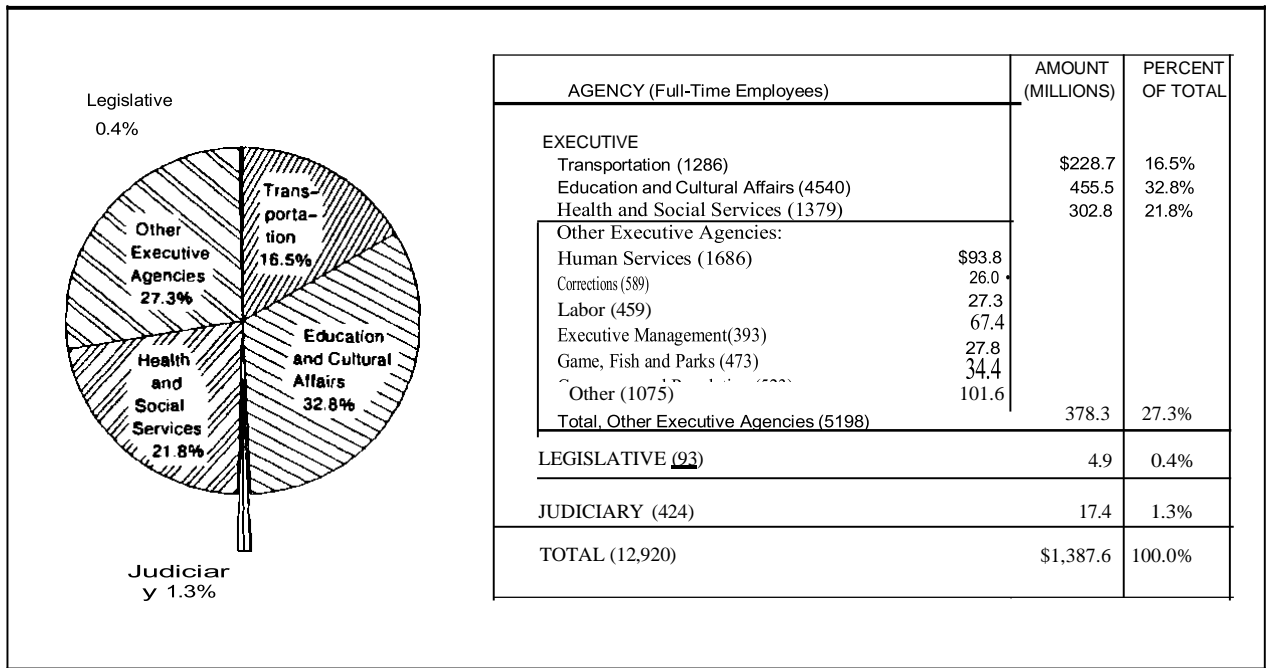 Legislative
0.4%
Trans-
porta-
tion
16.5%
Other
Executive
Agencies
27.3%
Education
and Cultural
Affairs
32.8%
Health
and
Social
Services
21.8%
Judiciar
y 1.3%
AGENCY (Full-Time Employees) AMOUNT (MILLIONS) PERCENT OF TOTAL
EXECUTIVE
Transportation (1286) $228.7 16.5%
Education and Cultural Affairs (4540) 455.5 32.8%
Health and Social Services (1379) 302.8 21.8%
Other Executive Agencies:
Human Services (1686) $93.8
Corrections (589) 26.0
Labor (459) 27.3
Executive Management(393) 67.4
Game, Fish and Parks (473) 27.8
34.4
Other (1075) 101.6
Total, Other Executive Agencies (5198) 378.3 27.3%
LEGISLATIVE (93) 4.9 0.4%
JUDICIARY (424) 17.4 1.3%
TOTAL (12,920) $1,387.6 100.0%